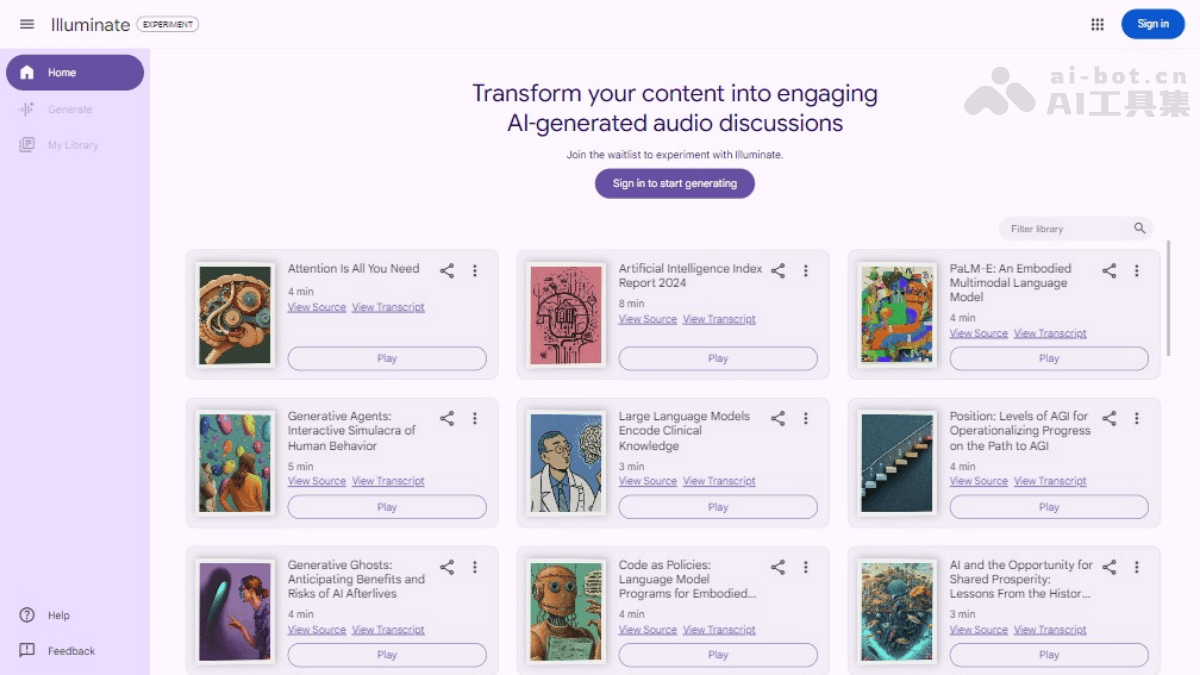 Illuminate EXPERIMENT
Sign in
ai-bot.cn
AI工具集
Home
Generate
My Library
Help
Feedback
Transform your content into engaging
AI-generated audio discussions
Join the waitlist to experiment with Illuminate.
Sign in to start generating
Filter library
Attention Is All You Need
4 min
View Source View Transcript
Play
Artificial Intelligence Index
Report 2024
8 min
View Source View Transcript
Play
PaLM-E: An Embodied
Multimodal Language
Model
4 min
View Source View Transcript
Play
Generative Agents:
Interactive Simulacra of
Human Behavior
5 min
View Source View Transcript
Play
Large Language Models
Encode Clinical
Knowledge
3 min
View Source View Transcript
Play
Position: Levels of AGI for
Operationalizing Progress
on the Path to AGI
4 min
View Source View Transcript
Play
Generative Ghosts:
Anticipating Benefits and
Risks of AI Afterlives
4 min
View Source View Transcript
Play
Code as Policies:
Language Model
Programs for Embodied...
4 min
View Source View Transcript
Play
AI and the Opportunity for
Shared Prosperity:
Lessons From the Histor...
3 min
View Source View Transcript
Play